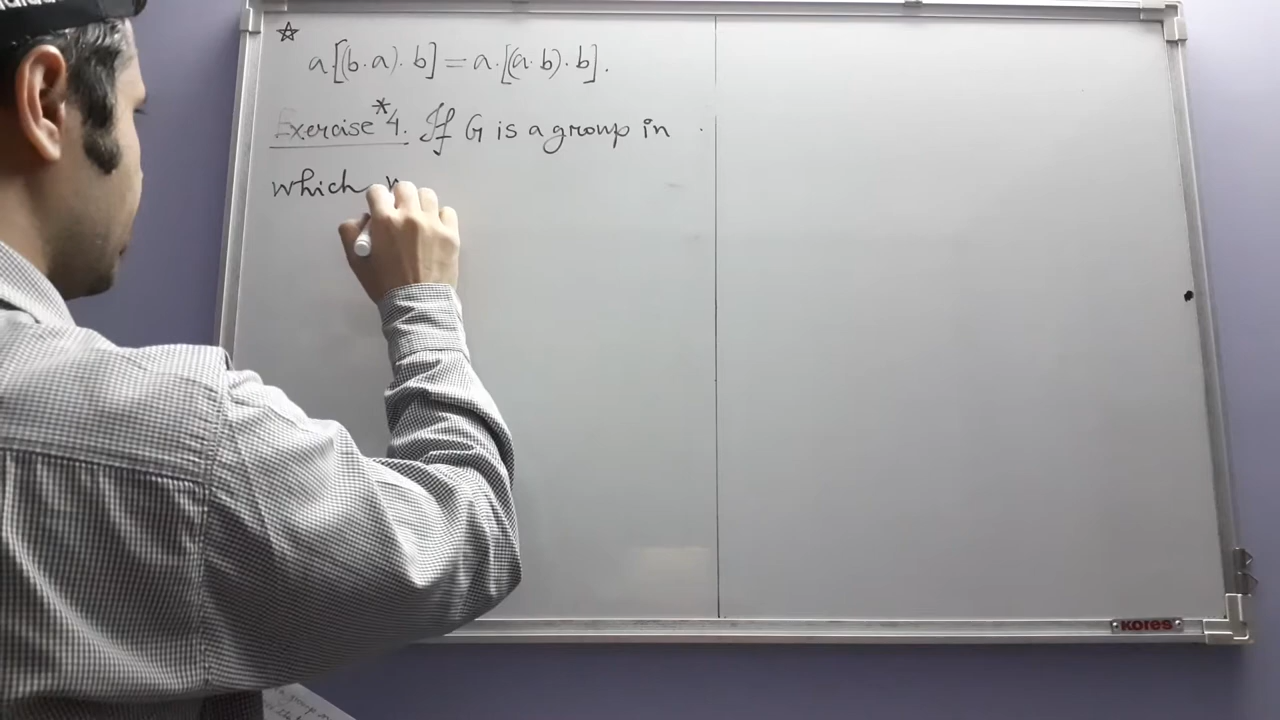 ☆
a.[(b.a).b] = a.[(a.b).b].
Exercise *4. If G is a group in
which
KORES